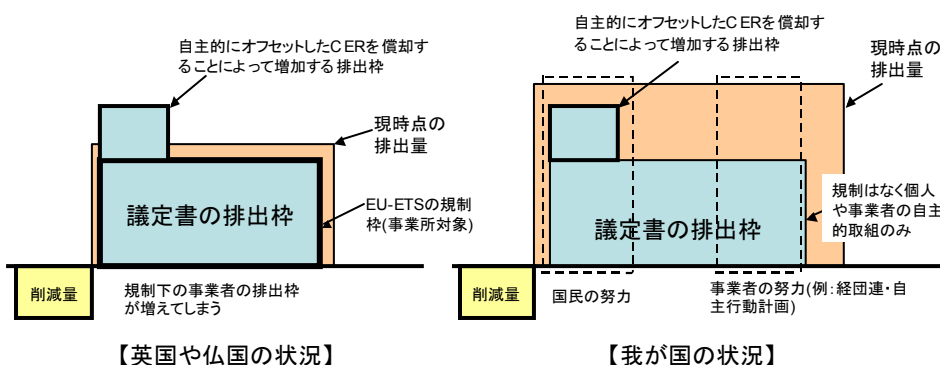 自主的にオフセットしたCERを償却す
ることによって増加する排出枠
現時点の
排出量
議定書の排出枠
EU-ETSの規制
枠(事業所対象)
削減量
規制下の事業者の排出枠
が増えてしまう
【英国や仏国の状況】
自主的にオフセットしたCERを償却す
ることによって増加する排出枠
現時点の
排出量
議定書の排出枠
規制はなく個人
や事業者の自主
的取組のみ
削減量
国民の努力
事業者の努力(例:経団連・自
主行動計画)
【我が国の状況】